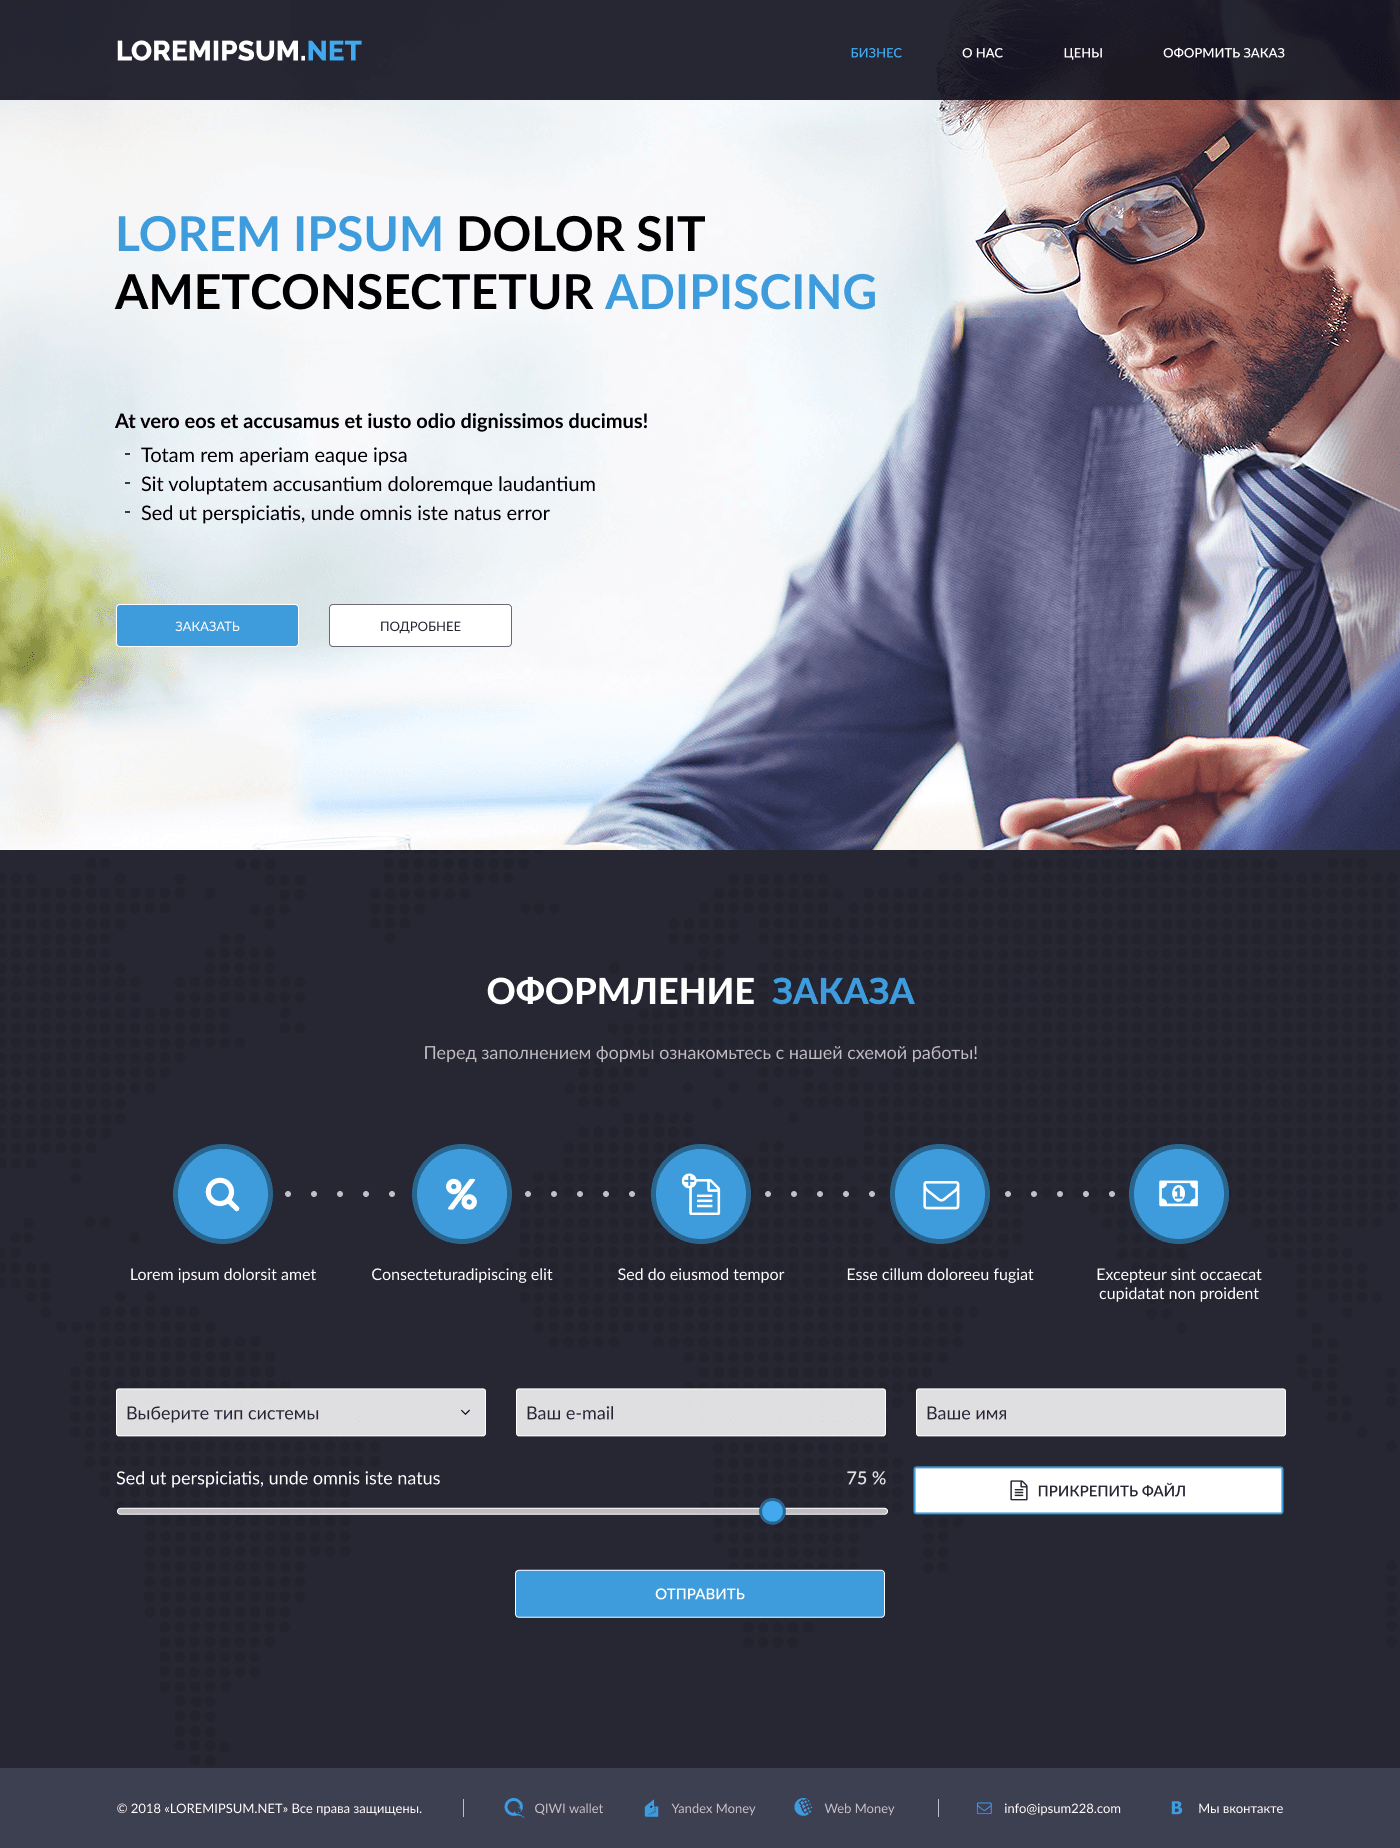 LOREMIPSUM.NET
БИЗНЕС О НАС ЦЕНЫ ОФОРМИТЬ ЗАКАЗ
LOREM IPSUM DOLOR SIT
AMETCONSECTETUR ADIPISCING
At vero eos et accusamus et iusto odio dignissimos ducimus!
- Totam rem aperiam eaque ipsa
- Sit voluptatem accusantium doloremque laudantium
- Sed ut perspiciatis, unde omnis iste natus error
ЗАКАЗАТЬ ПОДРОБНЕЕ
ОФОРМЛЕНИЕ ЗАКАЗА
Перед заполнением формы ознакомьтесь с нашей схемой работы!
Lorem ipsum dolorsit amet
Consecteturadipiscing elit
Sed do eiusmod tempor
Esse cillum doloreeu fugiat
Excepteur sint occaecat
cupidatat non proident
Выберите тип системы
Ваш e-mail
Ваше имя
Sed ut perspiciatis, unde omnis iste natus 75 %
ПРИКРЕПИТЬ ФАЙЛ
ОТПРАВИТЬ
© 2018 «LOREMIPSUM.NET» Все права защищены. QIWI wallet Yandex Money Web Money info@ipsum228.com Мы вконтакте